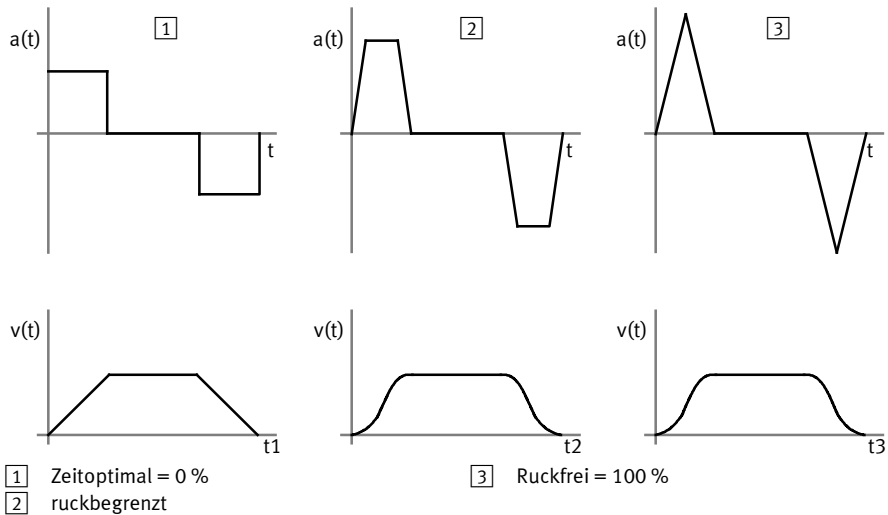 1 2 3
a(t) a(t) a(t)
t t t
v(t) v(t) v(t)
t1 t2 t3
1 Zeitoptimal = 0 % 3 Ruckfrei = 100 %
2 ruckbegrenzt